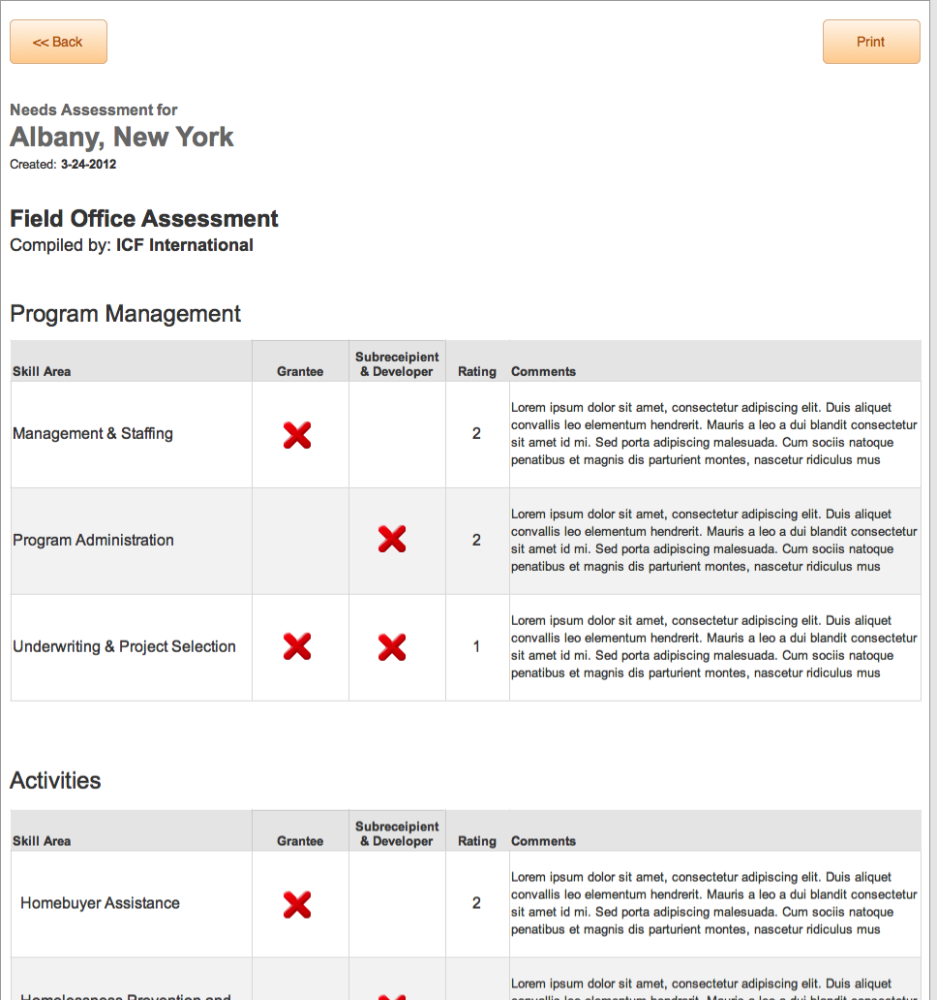 << Back
Print
Needs Assessment for
Albany, New York
Created: 3-24-2012
Field Office Assessment
Compiled by: ICF International
Program Management
Skill Area
Grantee
Subreceipient
& Developer
Rating
Comments
Management & Staffing
2
Lorem ipsum dolor sit amet, consectetur adipiscing elit. Duis aliquet
convallis leo elementum hendrerit. Mauris a leo a dui blandit consectetur
sit amet id mi. Sed porta adipiscing malesuada. Cum sociis natoque
penatibus et magnis dis parturient montes, nascetur ridiculus mus
Program Administration
2
Lorem ipsum dolor sit amet, consectetur adipiscing elit. Duis aliquet
convallis leo elementum hendrerit. Mauris a leo a dui blandit consectetur
sit amet id mi. Sed porta adipiscing malesuada. Cum sociis natoque
penatibus et magnis dis parturient montes, nascetur ridiculus mus
Underwriting & Project Selection
1
Lorem ipsum dolor sit amet, consectetur adipiscing elit. Duis aliquet
convallis leo elementum hendrerit. Mauris a leo a dui blandit consectetur
sit amet id mi. Sed porta adipiscing malesuada. Cum sociis natoque
penatibus et magnis dis parturient montes, nascetur ridiculus mus
Activities
Skill Area
Grantee
Subreceipient
& Developer
Rating
Comments
Homebuyer Assistance
2
Lorem ipsum dolor sit amet, consectetur adipiscing elit. Duis aliquet
convallis leo elementum hendrerit. Mauris a leo a dui blandit consectetur
sit amet id mi. Sed porta adipiscing malesuada. Cum sociis natoque
penatibus et magnis dis parturient montes, nascetur ridiculus mus
Homelessness Prevention and
Lorem ipsum dolor sit amet, consectetur adipiscing elit. Duis aliquet
convallis leo elementum hendrerit. Mauris a leo a dui blandit consectetur